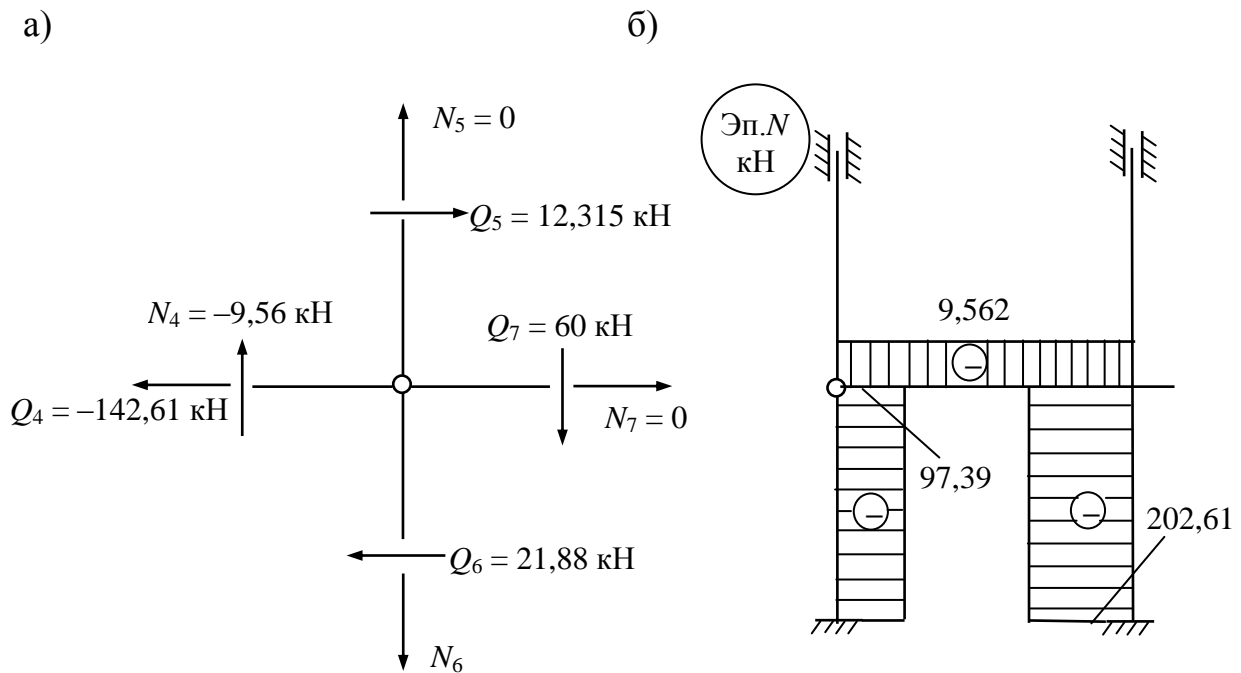 а)
б)
N5 = 0
Эп.N
кН
Q5 = 12,315 кН
N4 = –9,56 кН
Q7 = 60 кН
9,562
Q4 = –142,61 кН
N7 = 0
97,39
202,61
Q6 = 21,88 кН
N6